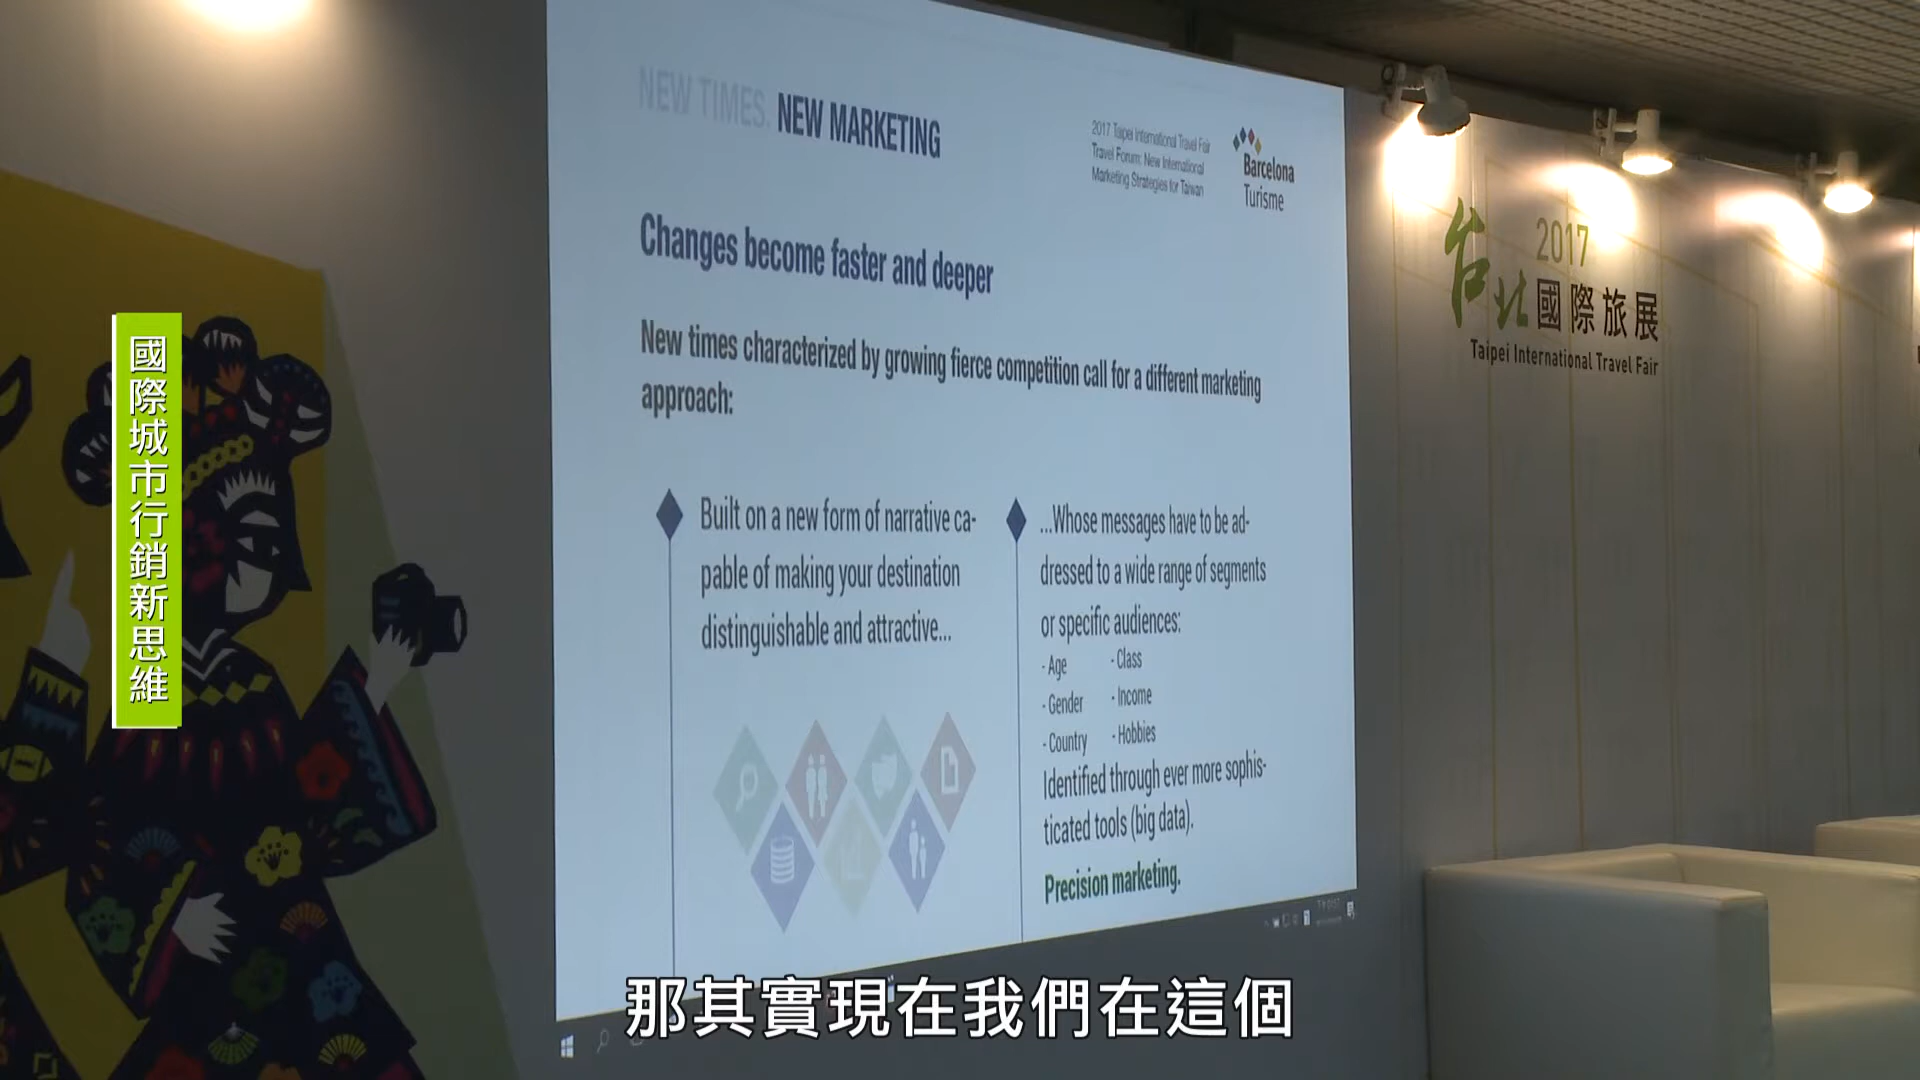 NEW TIMES. NEW MARKETING
2017 Taipei International Travel Fair
Travel Forum: New International
Marketing Strategies for Taiwan
Barcelona
Turisme
Changes become faster and deeper
New times characterized by growing fierce competition call for a different marketing
approach:
Built on a new form of narrative ca-
pable of making your destination
distinguishable and attractive...
...Whose messages have to be ad-
dressed to a wide range of segments
or specific audiences:
- Age
- Class
- Gender
- Income
- Country
- Hobbies
Identified through ever more sophis-
ticated tools (big data).
Precision marketing.
2017
台北國際旅展
Taipei International Travel Fair
國際城市行銷新思維
那其實現在我們在這個